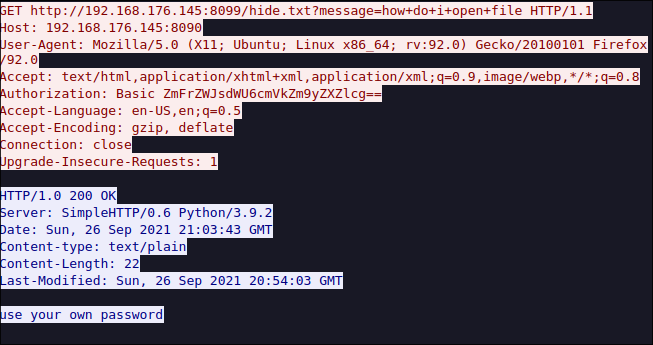 GET http://192.168.176.145:8099/hide.txt?message=how+do+i+open+file HTTP/1.1
Host: 192.168.176.145:8090
User-Agent: Mozilla/5.0 (X11; Ubuntu; Linux x86_64; rv:92.0) Gecko/20100101 Firefox
/92.0
Accept: text/html,application/xhtml+xml,application/xml;q=0.9,image/webp,*/*;q=0.8
Authorization: Basic ZmFrZWJsdWU6cmVkZm9yZXZlcg==
Accept-Language: en-US,en;q=0.5
Accept-Encoding: gzip, deflate
Connection: close
Upgrade-Insecure-Requests: 1
HTTP/1.0 200 OK
Server: SimpleHTTP/0.6 Python/3.9.2
Date: Sun, 26 Sep 2021 21:03:43 GMT
Content-type: text/plain
Content-Length: 22
Last-Modified: Sun, 26 Sep 2021 20:54:03 GMT
use your own password